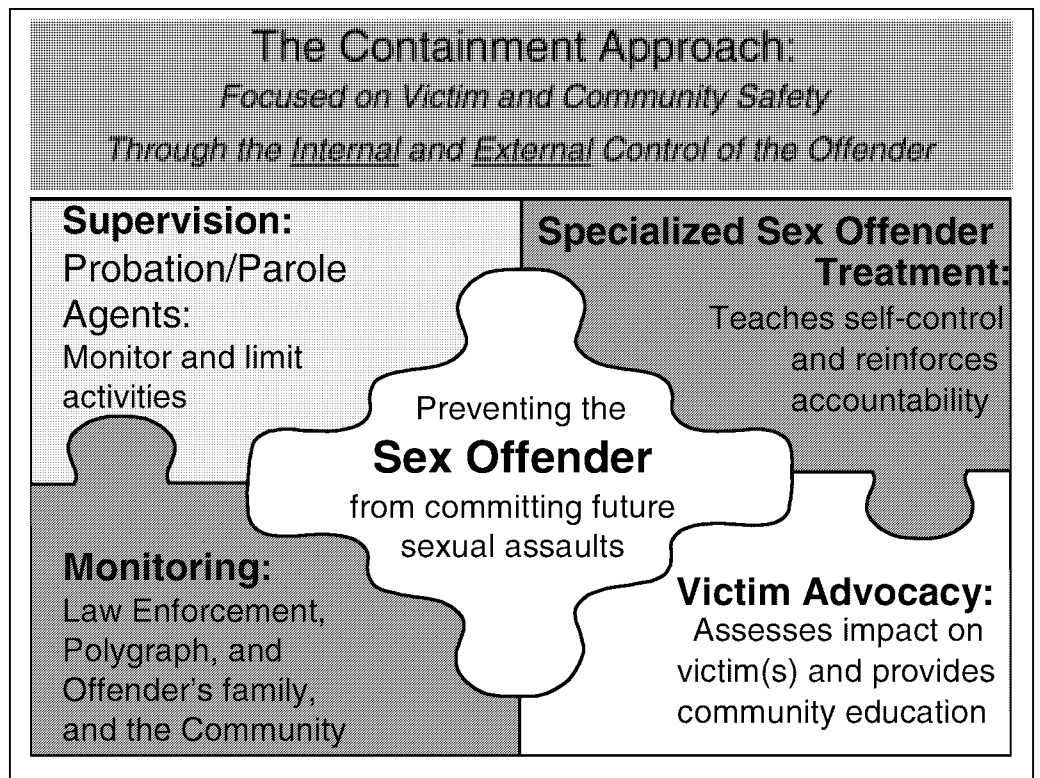 The Containment Approach:
Focused on Victim and Community Safety
Through the Internal and External Control of the Offender
Supervision:
Probation/Parole
Agents:
Monitor and limit
activities
Specialized Sex Offender
Treatment:
Teaches self-control
and reinforces
accountability
Preventing the
Sex Offender
from committing future
sexual assaults
Monitoring:
Law Enforcement,
Polygraph, and
Offender's family,
and the Community
Victim Advocacy:
Assesses impact on
victim(s) and provides
community education